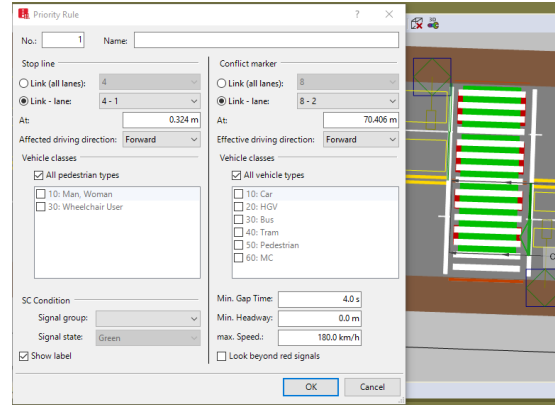 Priority Rule
No.: 1 Name:
Stop line
Link (all lanes): 4
Link - lane: 4 - 1
At: 0.324 m
Affected driving direction: Forward
Vehicle classes
All pedestrian types
10: Man, Woman
30: Wheelchair User
SC Condition
Signal group:
Signal state: Green
Show label
Conflict marker
Link (all lanes): 8
Link - lane: 8 - 2
At: 70.406 m
Effective driving direction: Forward
Vehicle classes
All vehicle types
10: Car
20: HGV
30: Bus
40: Tram
50: Pedestrian
60: MC
Min. Gap Time: 4.0 s
Min. Headway: 0.0 m
max. Speed.: 180.0 km/h
Look beyond red signals
OK Cancel
3D